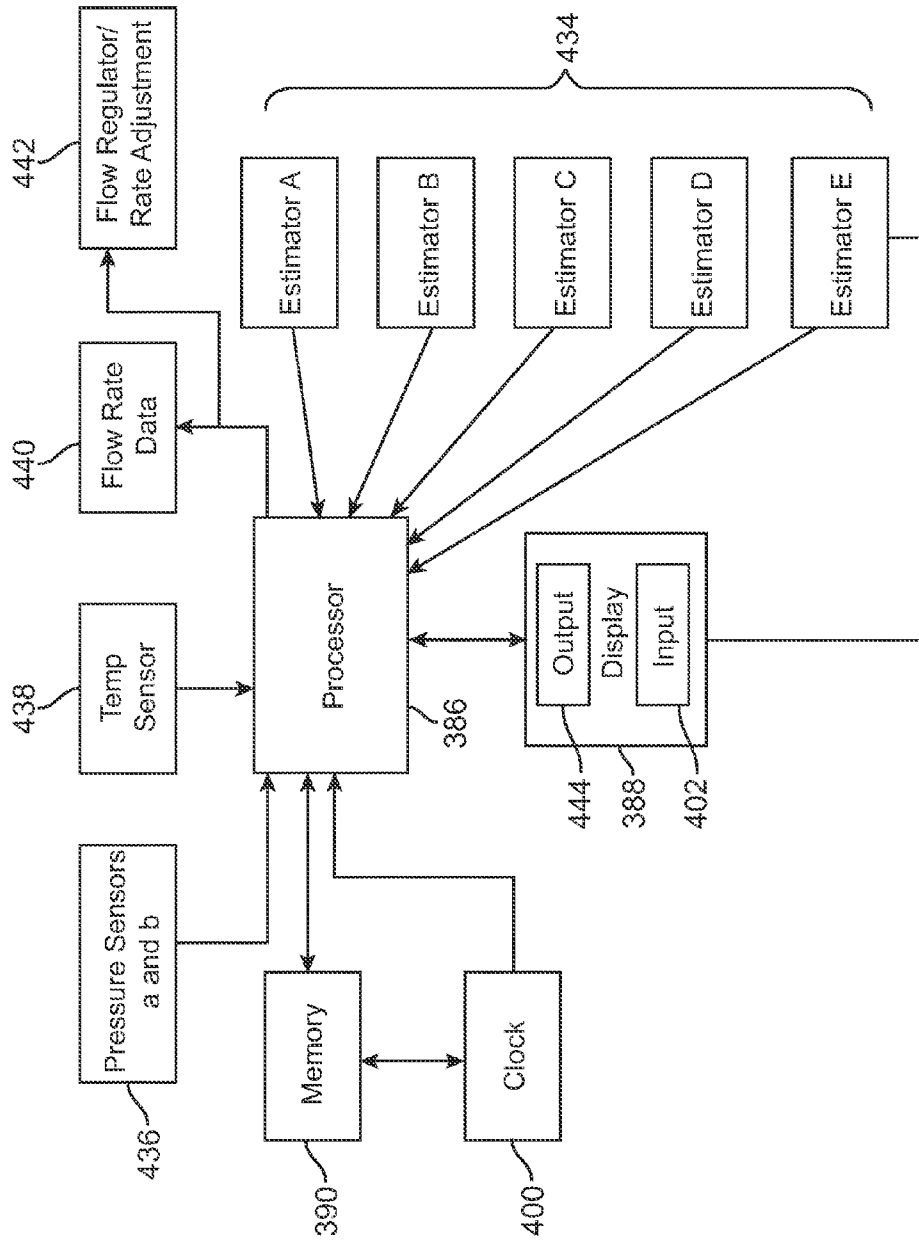 436
Pressure Sensors
a and b
438
Temp
Sensor
440
Flow Rate
Data
442
Flow Regulator/
Rate Adjustment
390
Memory
Processor
386
Estimator A
Estimator B
Estimator C
Estimator D
Estimator E
434
400
Clock
444
Output
Display
388
Input
402